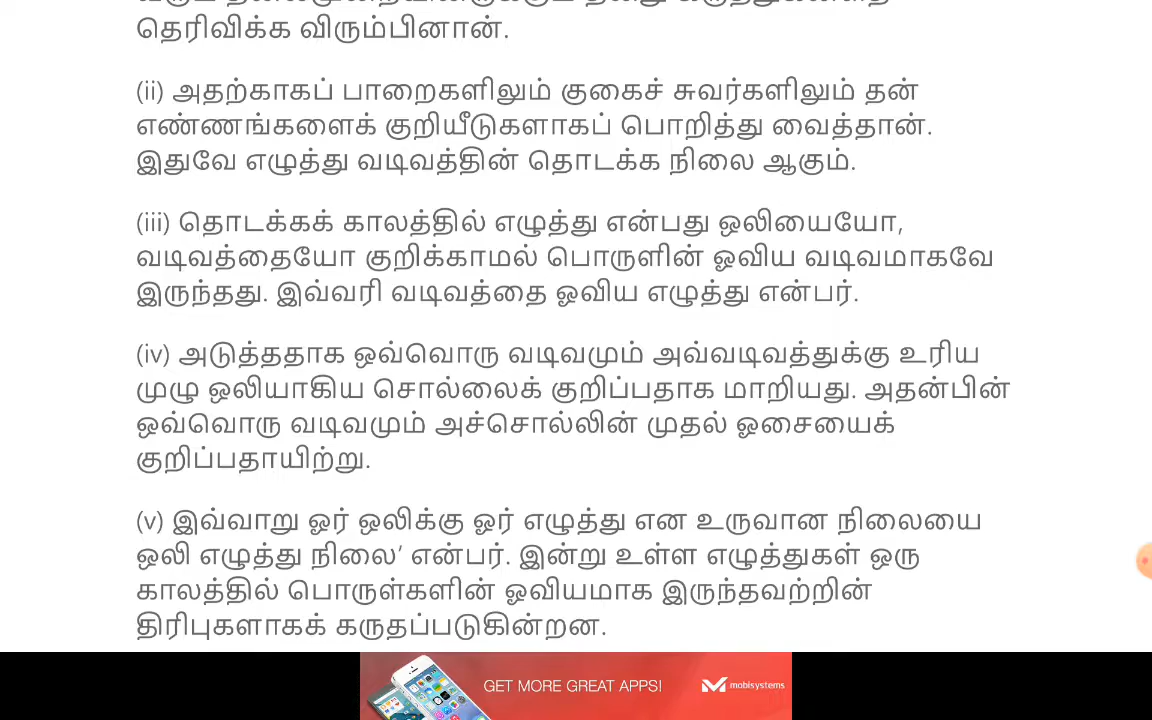 தெரிவிக்க விரும்பினான்.
(ii) அதற்காகப் பாறைகளிலும் குகைச் சுவர்களிலும் தன்
எண்ணங்களைக் குறியீடுகளாகப் பொறித்து வைத்தான்.
இதுவே எழுத்து வடிவத்தின் தொடக்க நிலை ஆகும்.
(iii) தொடக்கக் காலத்தில் எழுத்து என்பது ஒலியையோ,
வடிவத்தையோ குறிக்காமல் பொருளின் ஓவிய வடிவமாகவே
இருந்தது. இவ்வரி வடிவத்தை ஓவிய எழுத்து என்பர்.
(iv) அடுத்ததாக ஒவ்வொரு வடிவமும் அவ்வடிவத்துக்கு உரிய
முழு ஒலியாகிய சொல்லைக் குறிப்பதாக மாறியது. அதன்பின்
ஒவ்வொரு வடிவமும் அச்சொல்லின் முதல் ஓசையைக்
குறிப்பதாயிற்று.
(v) இவ்வாறு ஓர் ஒலிக்கு ஓர் எழுத்து என உருவான நிலையை
ஒலி எழுத்து நிலை’ என்பர். இன்று உள்ள எழுத்துகள் ஒரு
காலத்தில் பொருள்களின் ஓவியமாக இருந்தவற்றின்
திரிபுகளாகக் கருதப்படுகின்றன.
GET MORE GREAT APPS!
mobisystems